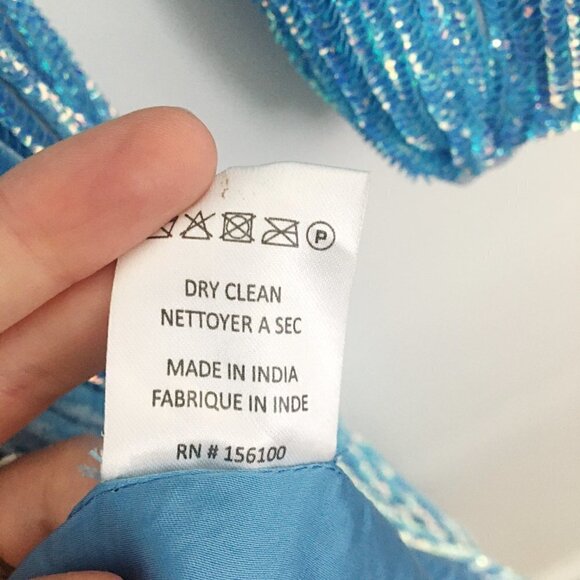 P
DRY CLEAN
NETTOYER A SEC
MADE IN INDIA
FABRIQUE IN INDE
RN # 156100